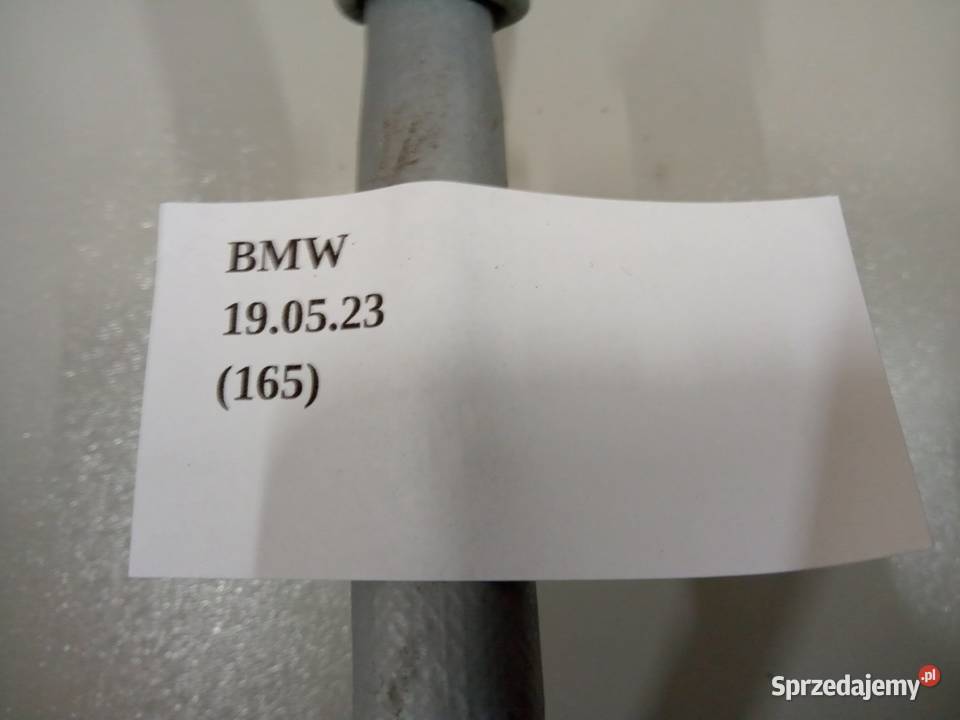 BMW
19.05.23
(165)
Sprzedajemy.pl